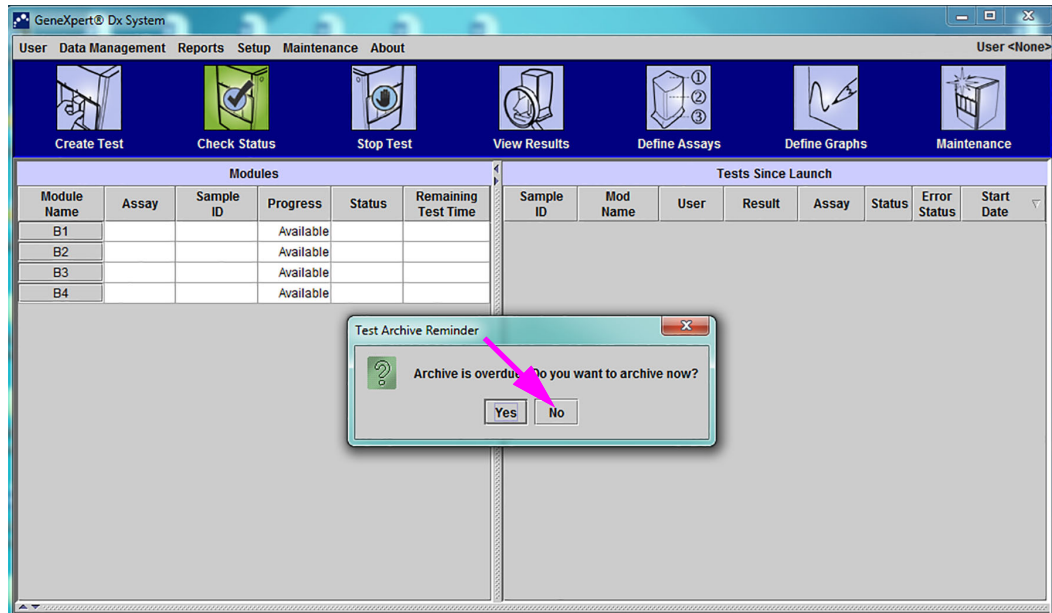 GeneXpert® Dx System
User Data Management Reports Setup Maintenance About User <None>
Create Test Check Status Stop Test View Results Define Assays Define Graphs Maintenance
Modules
Module Name Assay Sample ID Progress Status Remaining Test Time
B1 Available
B2 Available
B3 Available
B4 Available
Tests Since Launch
Sample ID Mod Name User Result Assay Status Error Status Start Date
Test Archive Reminder
Archive is overdue. Do you want to archive now?
Yes No